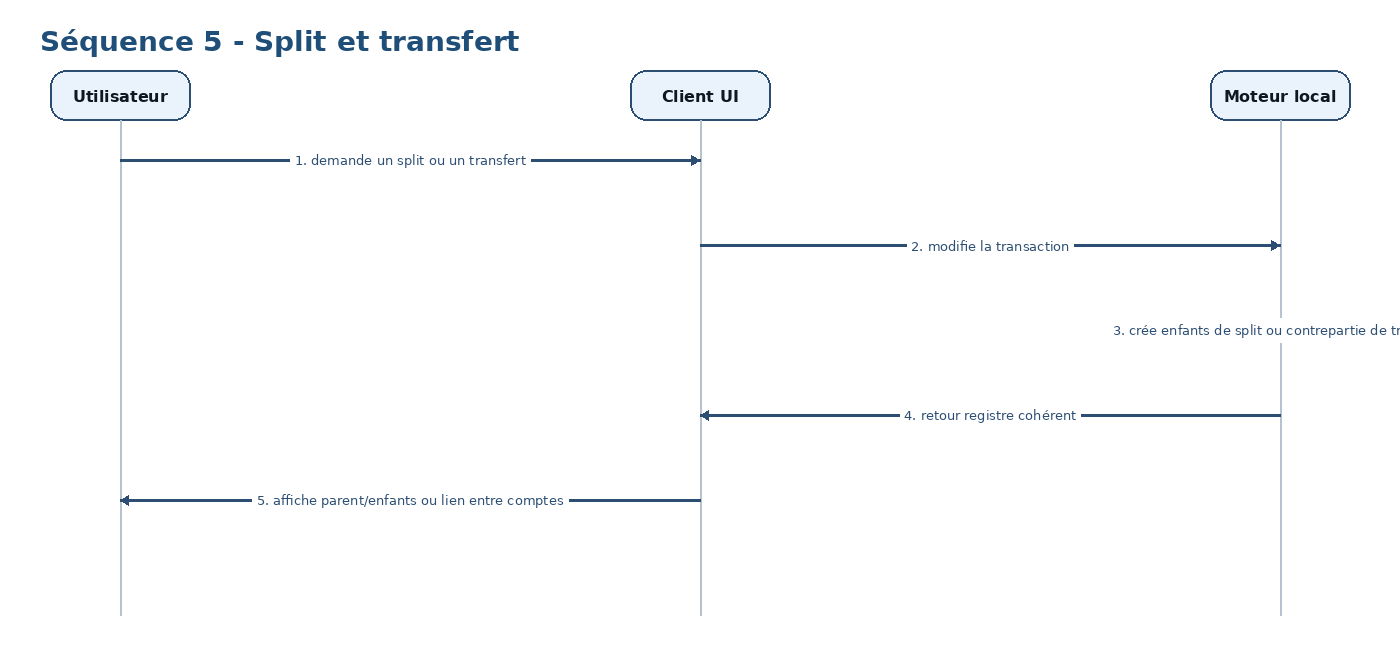 Séquence 5 - Split et transfert
Utilisateur
Client UI
Moteur local
1. demande un split ou un transfert
2. modifie la transaction
3. crée enfants de split ou contrepartie de
4. retour registre cohérent
5. affiche parent/enfants ou lien entre comptes